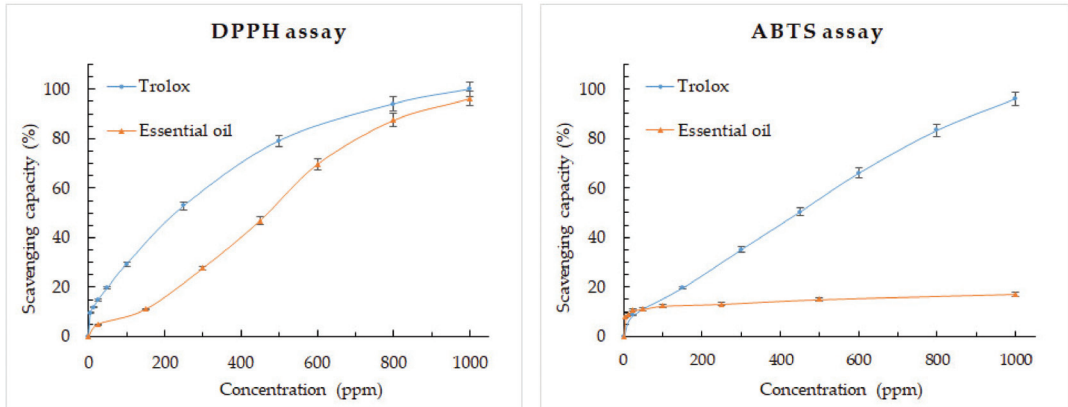 DPPH assay
Trolox
Essential oil
Scavenging capacity (%)
100
80
60
40
20
0
0 200 400 600 800 1000
Concentration (ppm)
ABTS assay
Trolox
Essential oil
Scavenging capacity (%)
100
80
60
40
20
0
0 200 400 600 800 1000
Concentration (ppm)